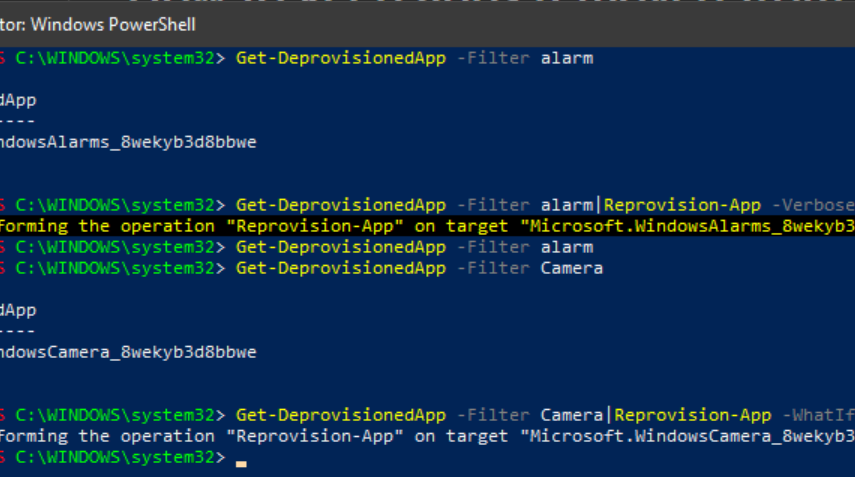 tor: Windows PowerShell
S C:\WINDOWS\system32> Get-DeprovisionedApp -Filter alarm
dApp
----
ndowsAlarms_8wekyb3d8bbwe
S C:\WINDOWS\system32> Get-DeprovisionedApp -Filter alarm|Reprovision-App -Verbose
forming the operation "Reprovision-App" on target "Microsoft.WindowsAlarms_8wekyb3
S C:\WINDOWS\system32> Get-DeprovisionedApp -Filter alarm
S C:\WINDOWS\system32> Get-DeprovisionedApp -Filter Camera
dApp
----
ndowsCamera_8wekyb3d8bbwe
S C:\WINDOWS\system32> Get-DeprovisionedApp -Filter Camera|Reprovision-App -WhatIf
forming the operation "Reprovision-App" on target "Microsoft.WindowsCamera_8wekyb3
S C:\WINDOWS\system32>